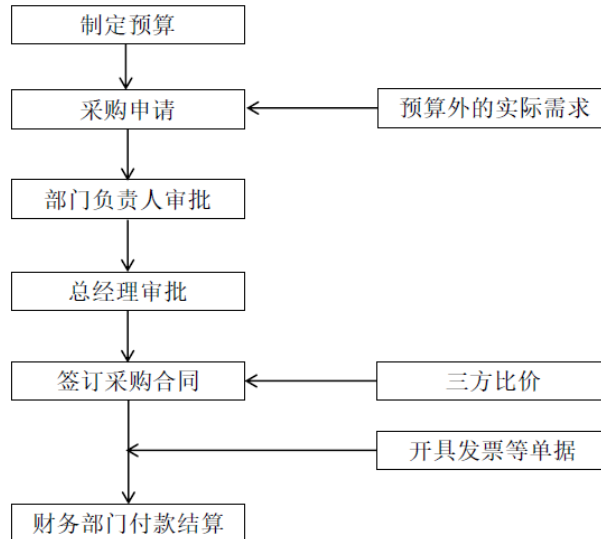 制定预算
采购申请
预算外的实际需求
部门负责人审批
总经理审批
签订采购合同
三方比价
开具发票等单据
财务部门付款结算